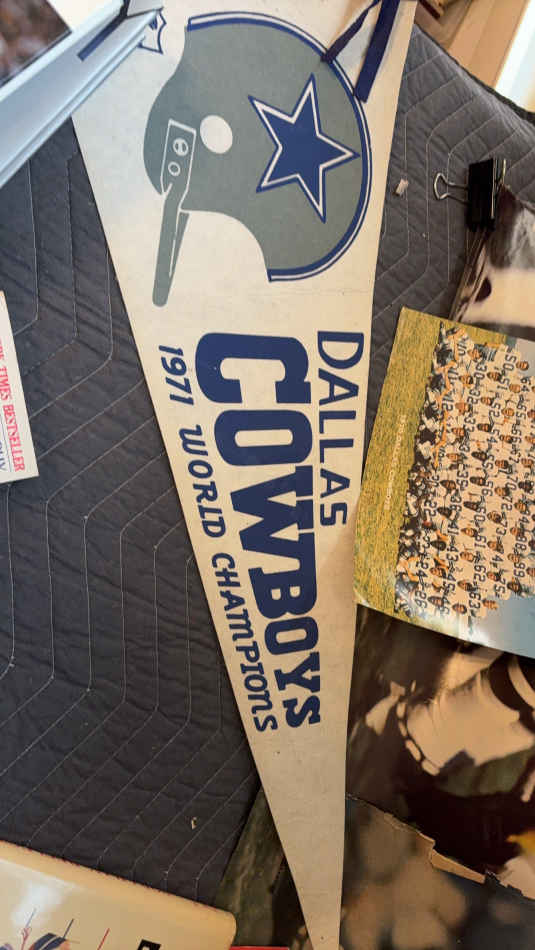 DALLAS
COWBOYS
1971 WORLD CHAMPIONS
TIMES BESTSELLER